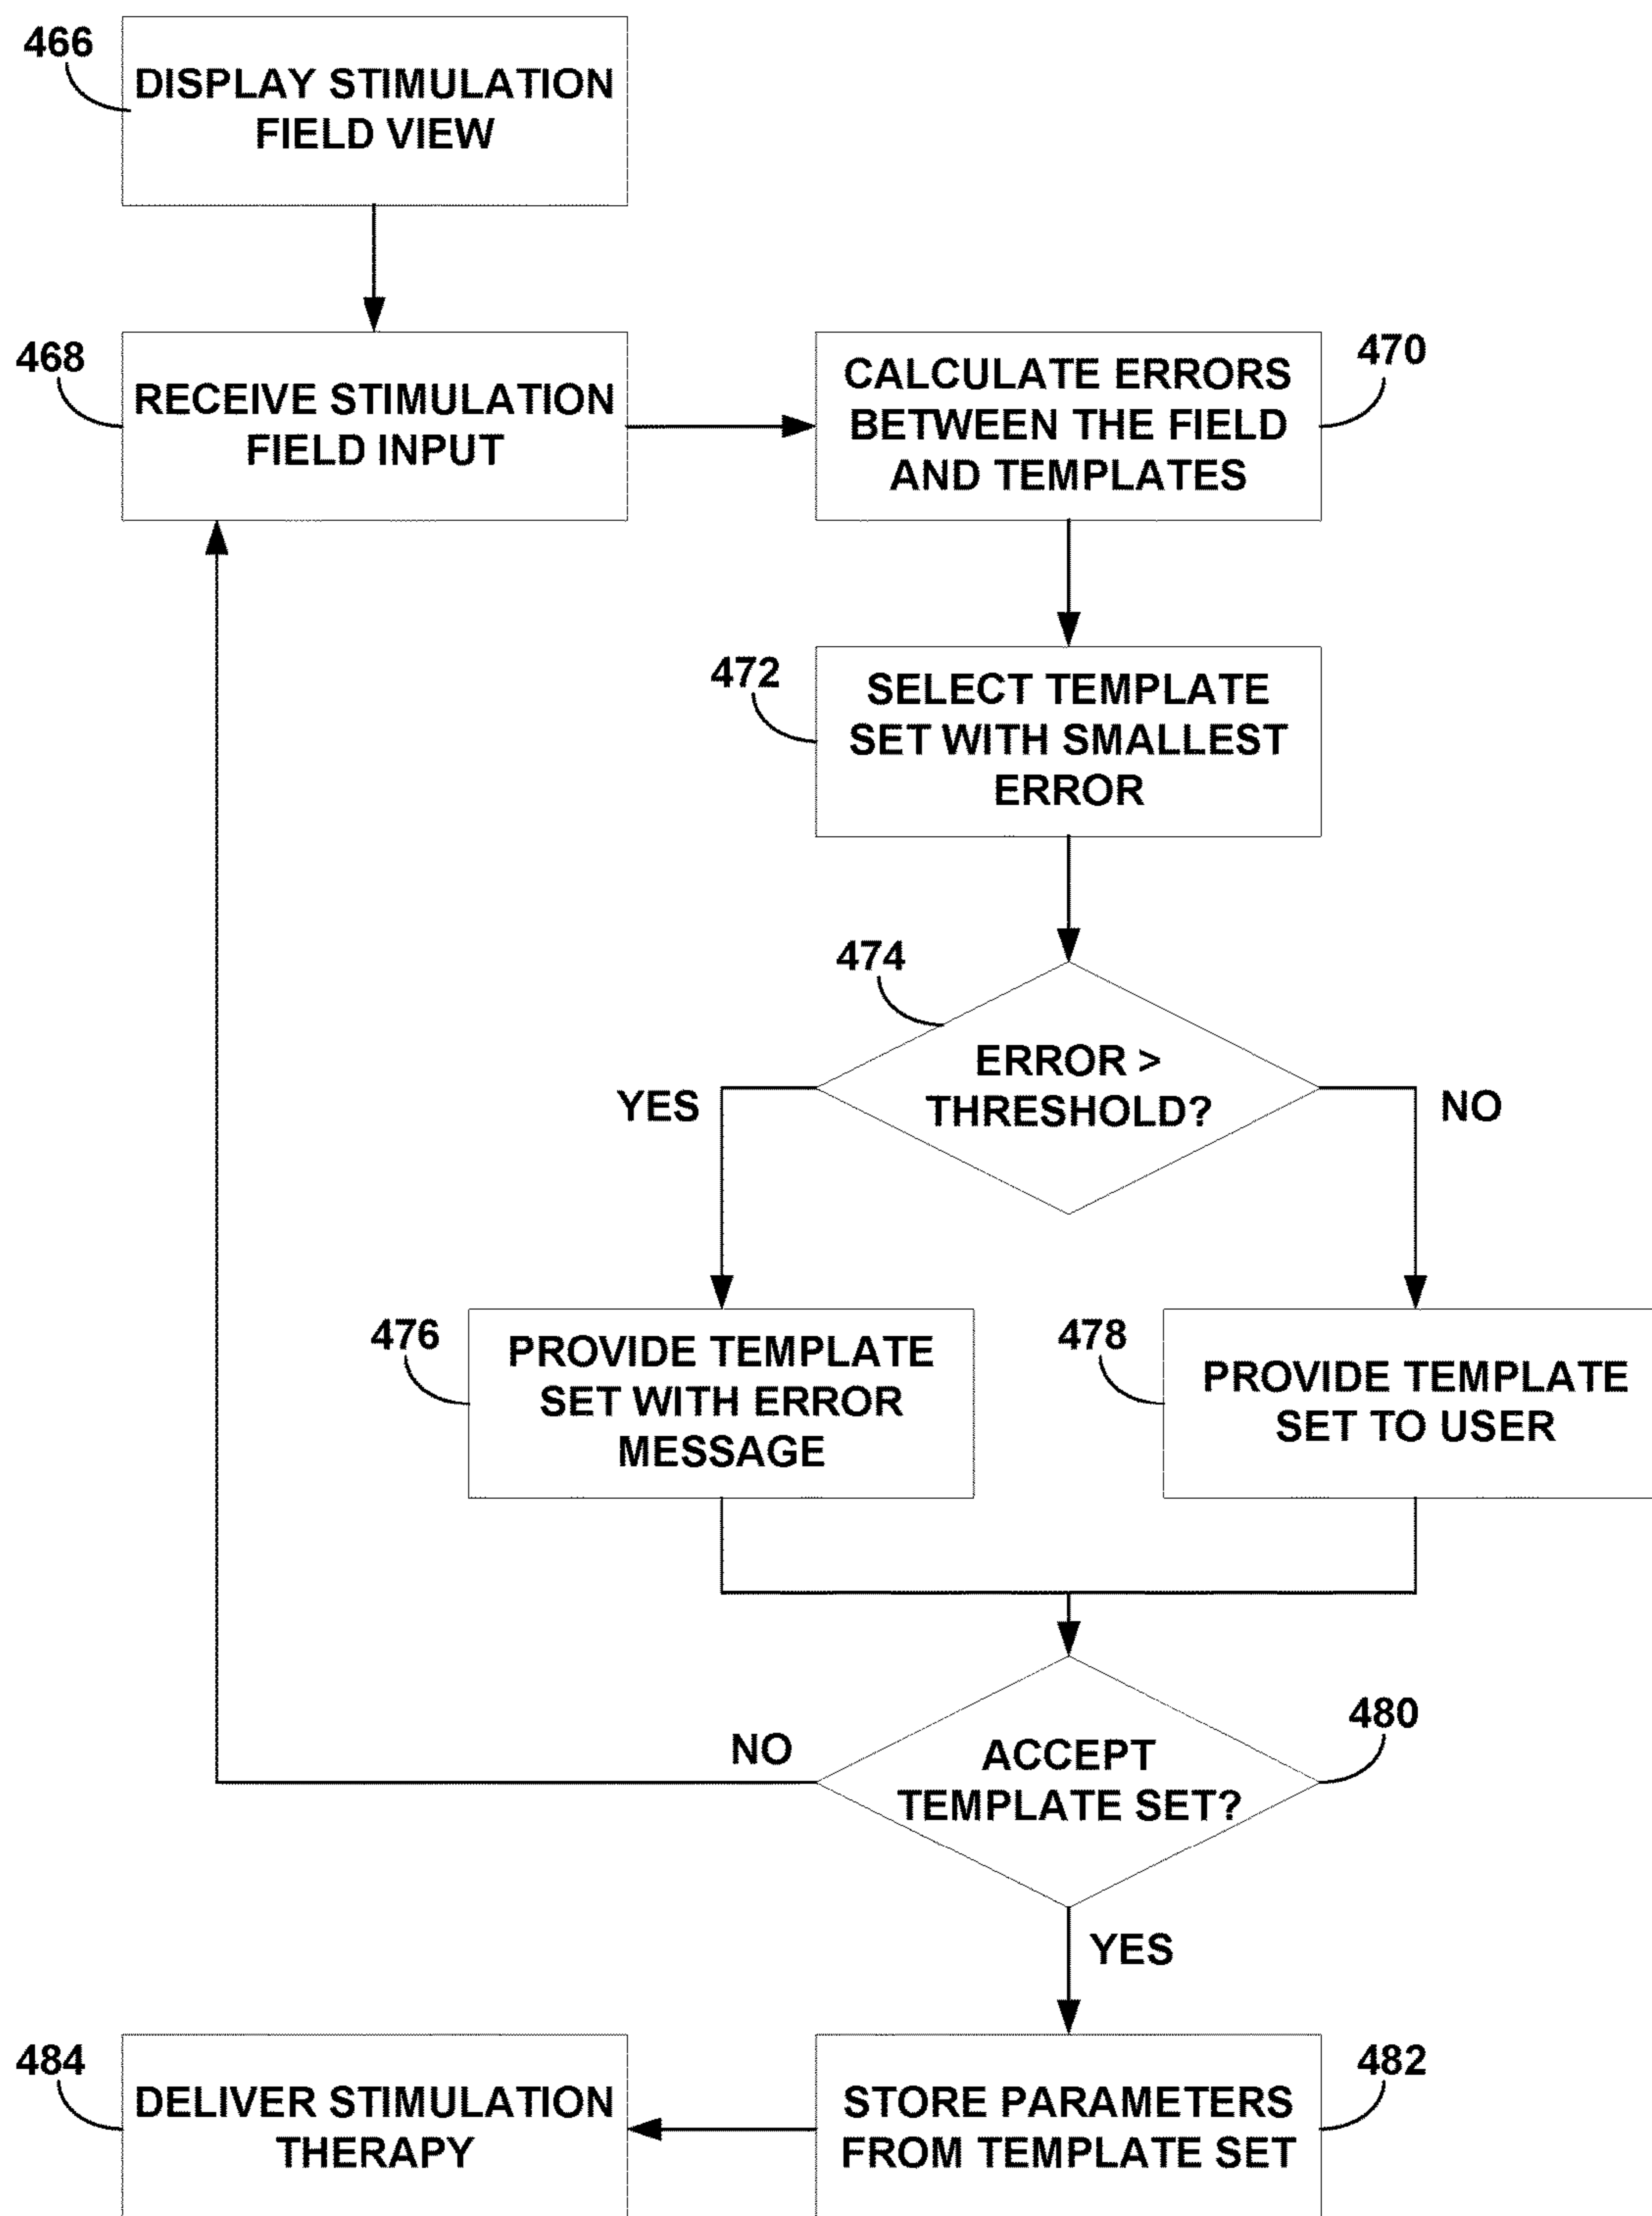 466
DISPLAY STIMULATION
FIELD VIEW
468
RECEIVE STIMULATION
FIELD INPUT
470
CALCULATE ERRORS
BETWEEN THE FIELD
AND TEMPLATES
472
SELECT TEMPLATE
SET WITH SMALLEST
ERROR
474
ERROR >
THRESHOLD?
YES
NO
476
PROVIDE TEMPLATE
SET WITH ERROR
MESSAGE
478
PROVIDE TEMPLATE
SET TO USER
480
ACCEPT
TEMPLATE SET?
NO
YES
484
DELIVER STIMULATION
THERAPY
482
STORE PARAMETERS
FROM TEMPLATE SET